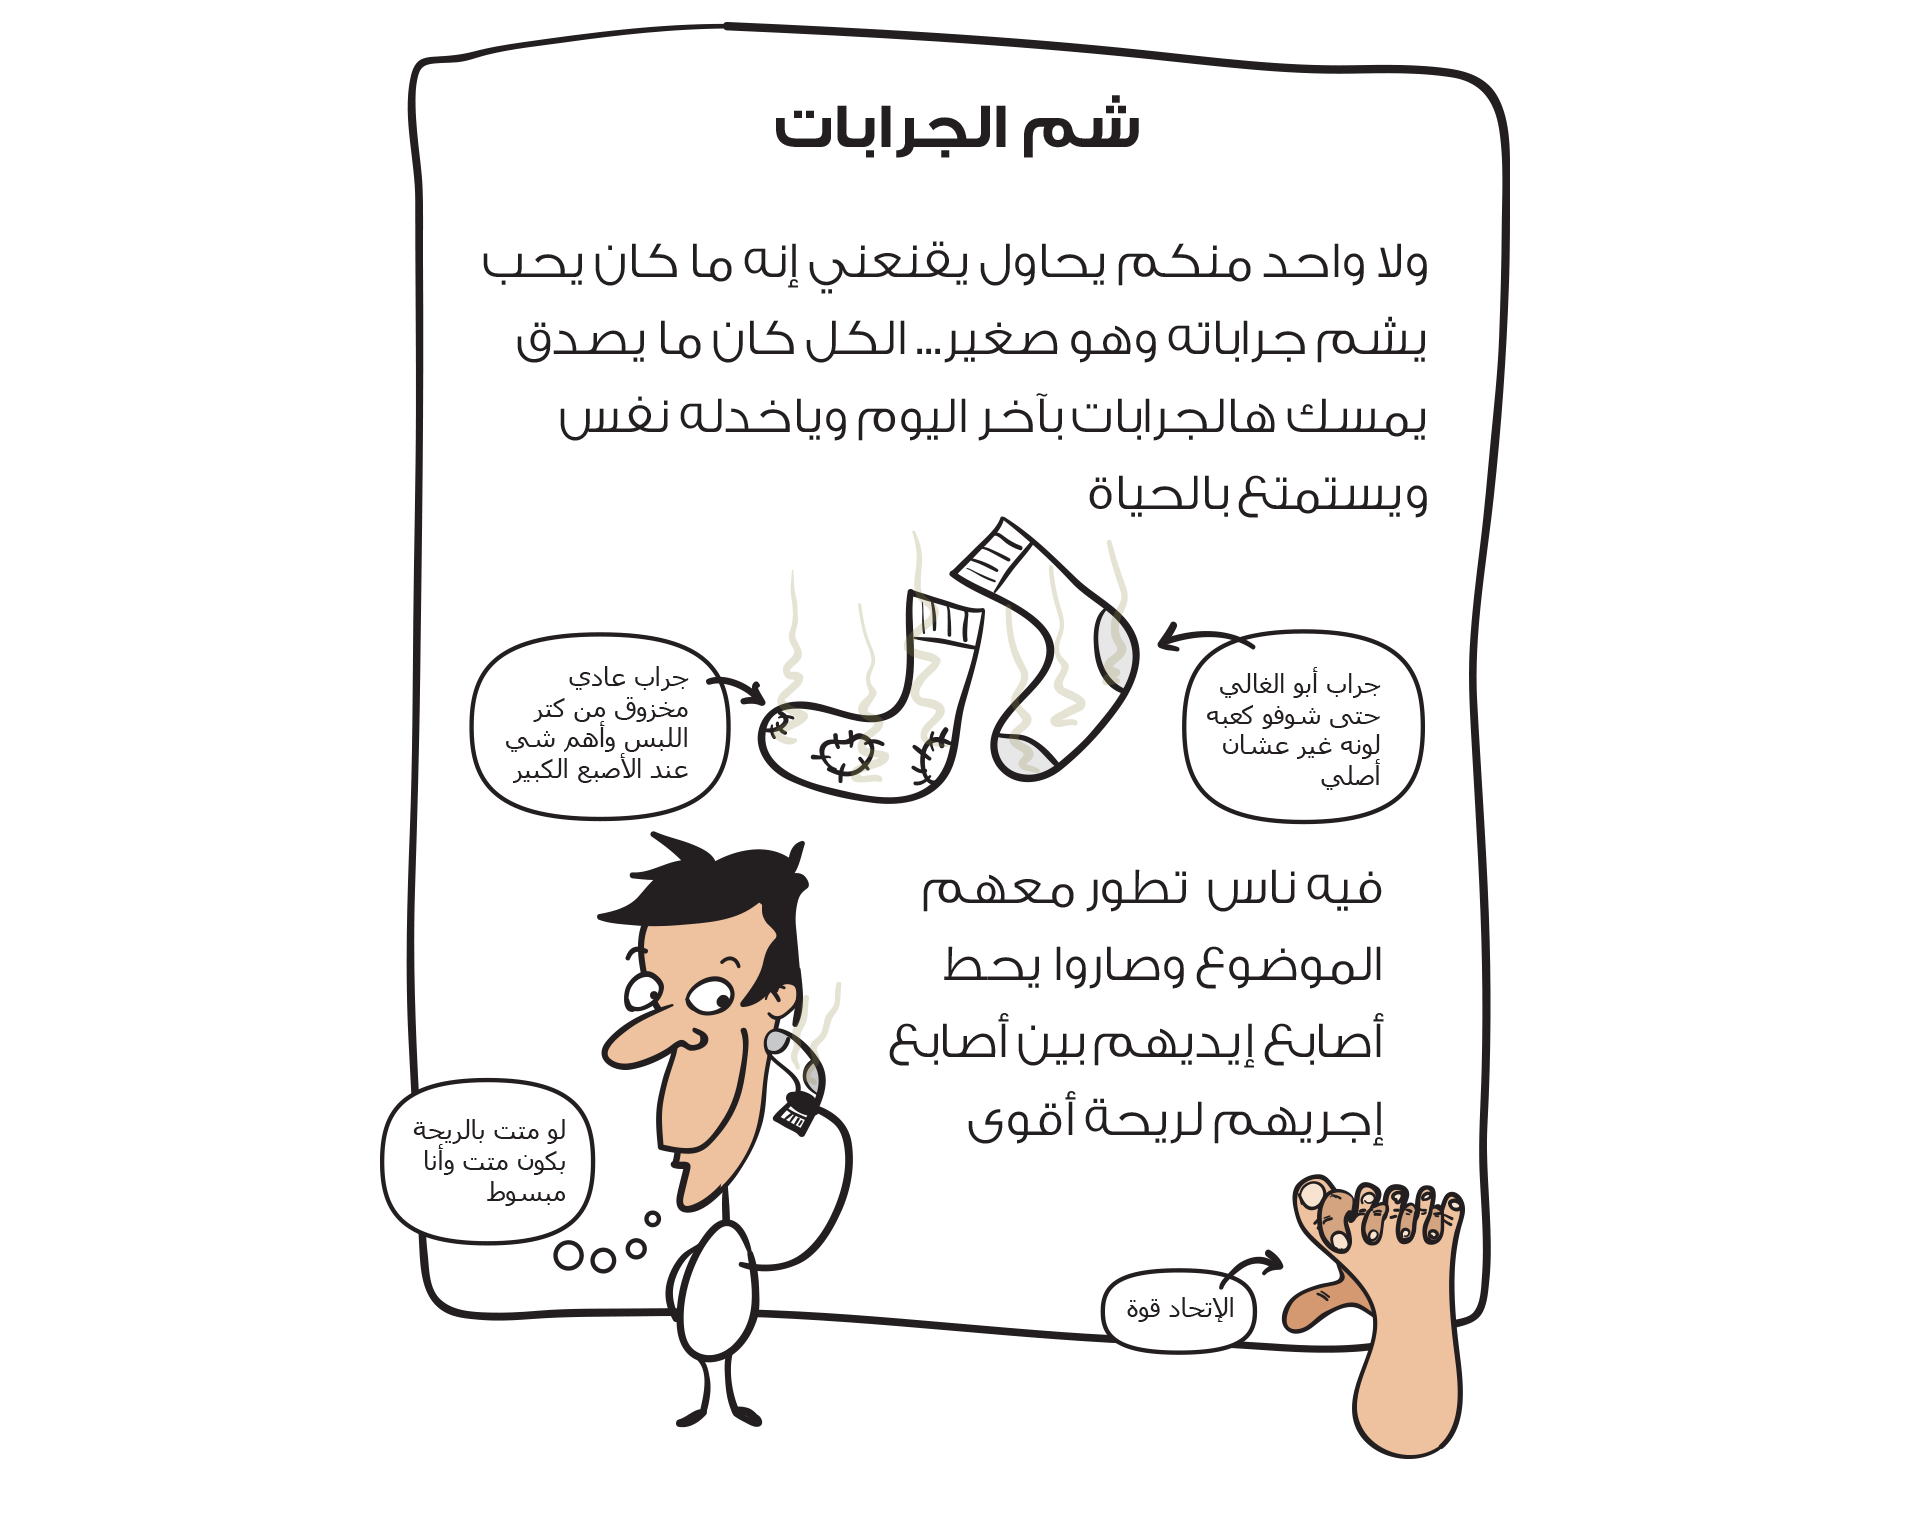 شم الجرابات
ولا واحد منكم يحاول يقنعني إنه ما كان يحب
يشم جراباته وهو صغير... الكل كان ما يصدق
يمسك هالجرابات بآخر اليوم وياخدله نفس
ويستمتع بالحياة
جراب أبو الغالي
حتى شوفو كعبه
لونه غير عشان
أصلي
جراب عادي
مخزوق من كتر
اللبس وأهم شي
عند الأصبع الكبير
فيه ناس تطور معهم
الموضوع وصاروا يحط
أصابع إيديهم بين أصابع
إجريهم لريحة أقوى
لو متت بالريحة
بكون متت وأنا
مبسوط
الإتحاد قوة